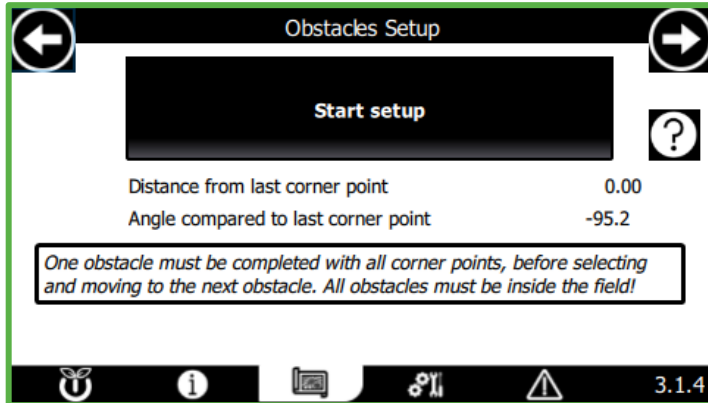 Obstacles Setup
Start setup
?
Distance from last corner point 0.00
Angle compared to last corner point -95.2
One obstacle must be completed with all corner points, before selecting
and moving to the next obstacle. All obstacles must be inside the field!
3.1.4